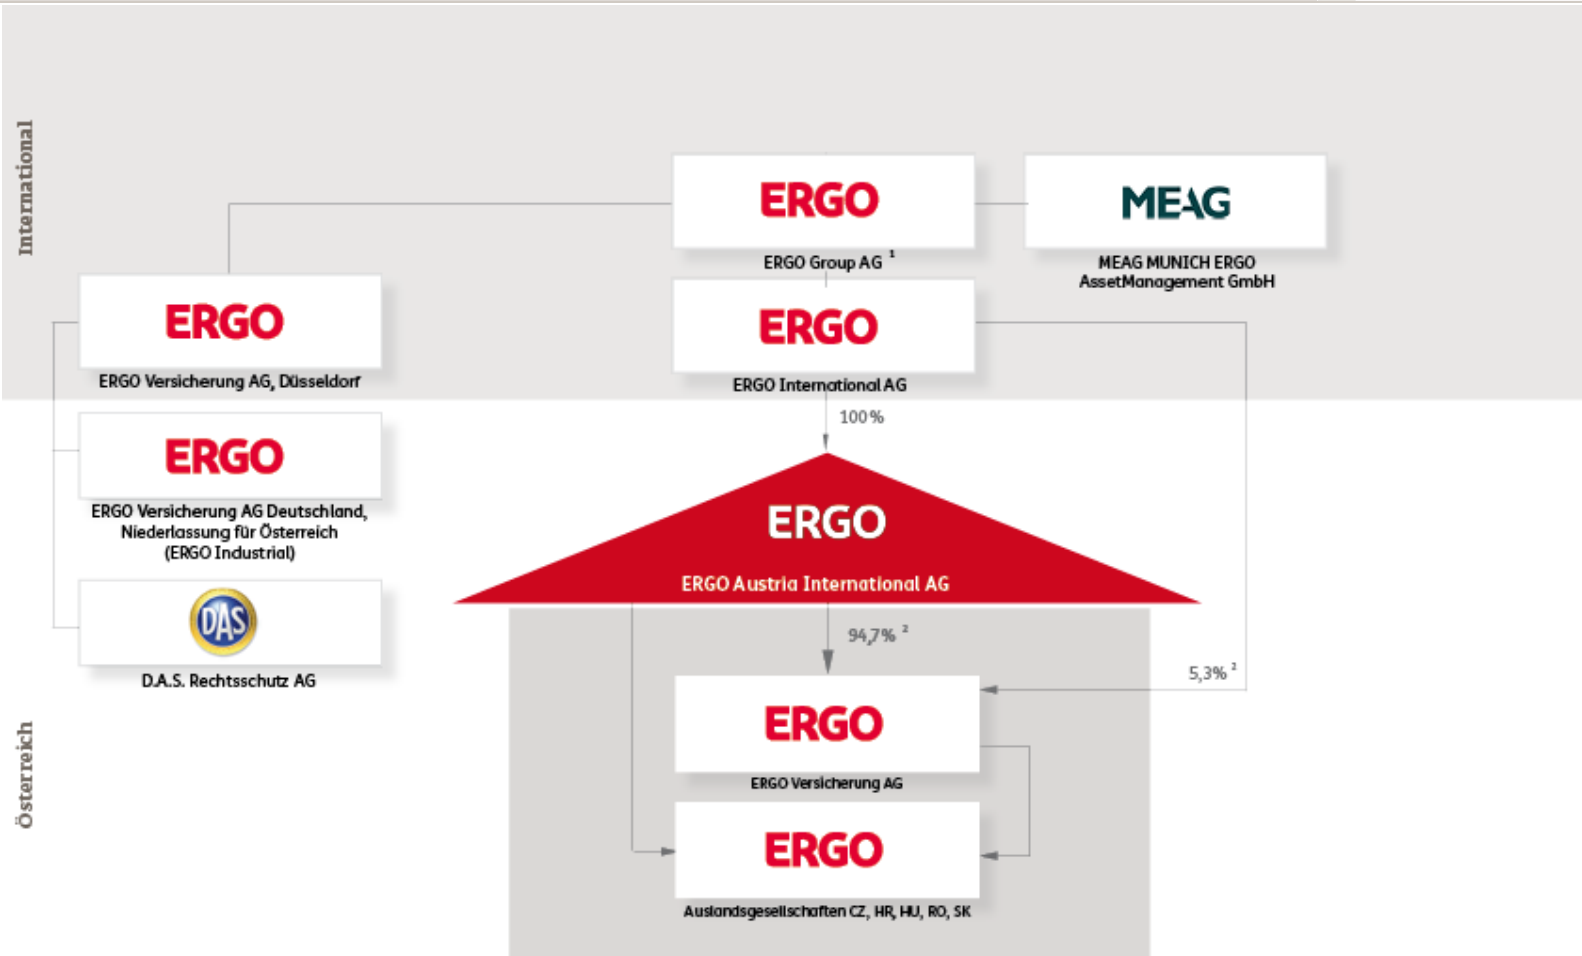 International
ERGO
ERGO Group AG ¹
MEAG
MEAG MUNICH ERGO
AssetManagement GmbH
ERGO
ERGO Versicherung AG, Düsseldorf
ERGO
ERGO International AG
100%
ERGO
ERGO Versicherung AG Deutschland,
Niederlassung für Österreich
(ERGO Industrial)
DAS
D.A.S. Rechtsschutz AG
ERGO
ERGO Austria International AG
94,7% ²
5,3% ²
Österreich
ERGO
ERGO Versicherung AG
ERGO
Auslandsgesellschaften CZ, HR, HU, RO, SK